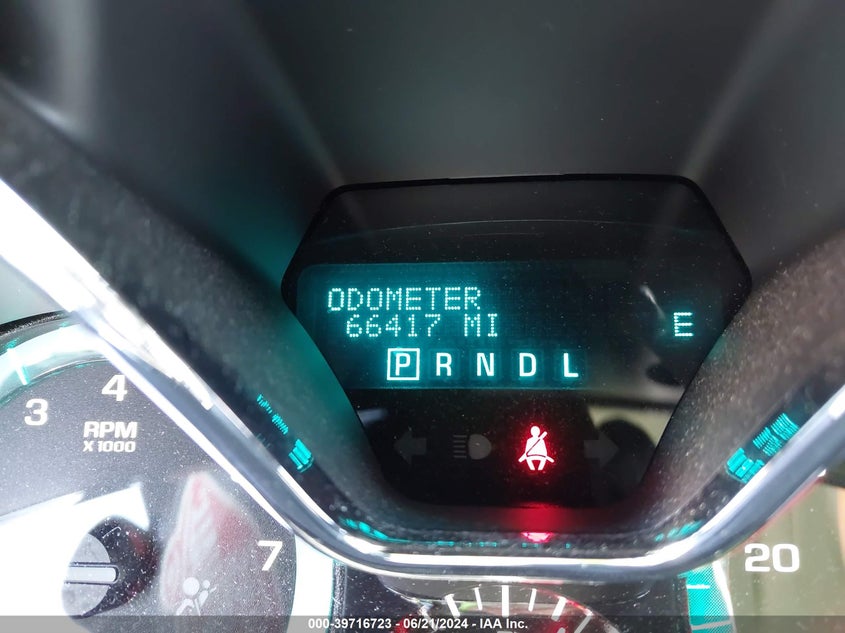 ODOMETER
66417 MI
E
P R N D L
3
4
RPM
X1000
7
20
000-39716723 - 06/21/2024 - IAA Inc.